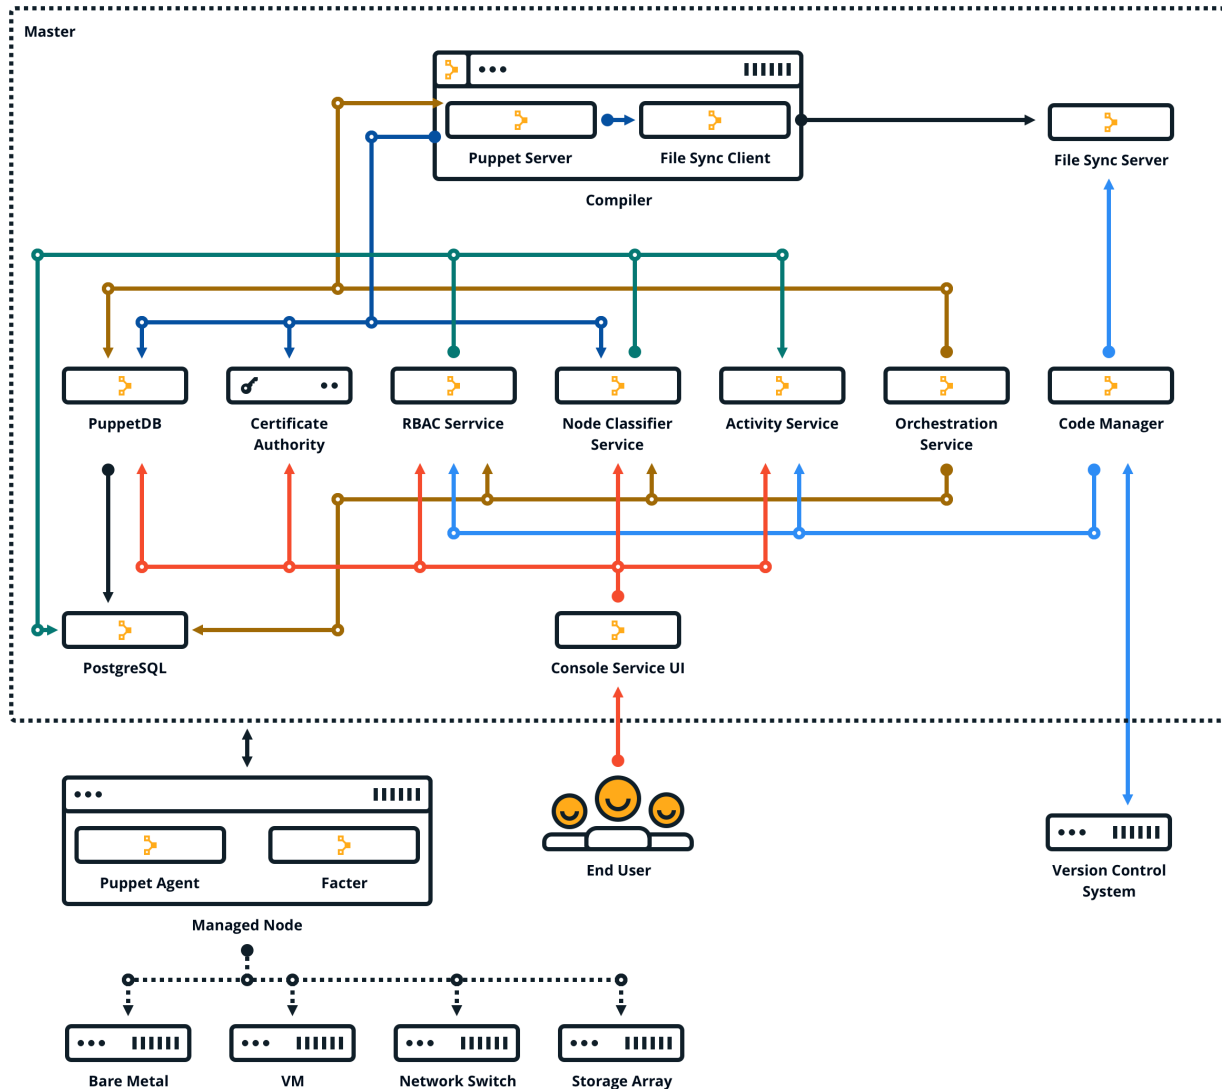 Master
Puppet Server
File Sync Client
File Sync Server
Compiler
PuppetDB
Certificate
Authority
RBAC Serrvice
Node Classifier
Service
Activity Service
Orchestration
Service
Code Manager
PostgreSQL
Console Service UI
Puppet Agent
Facter
End User
Version Control
System
Managed Node
Bare Metal
VM
Network Switch
Storage Array